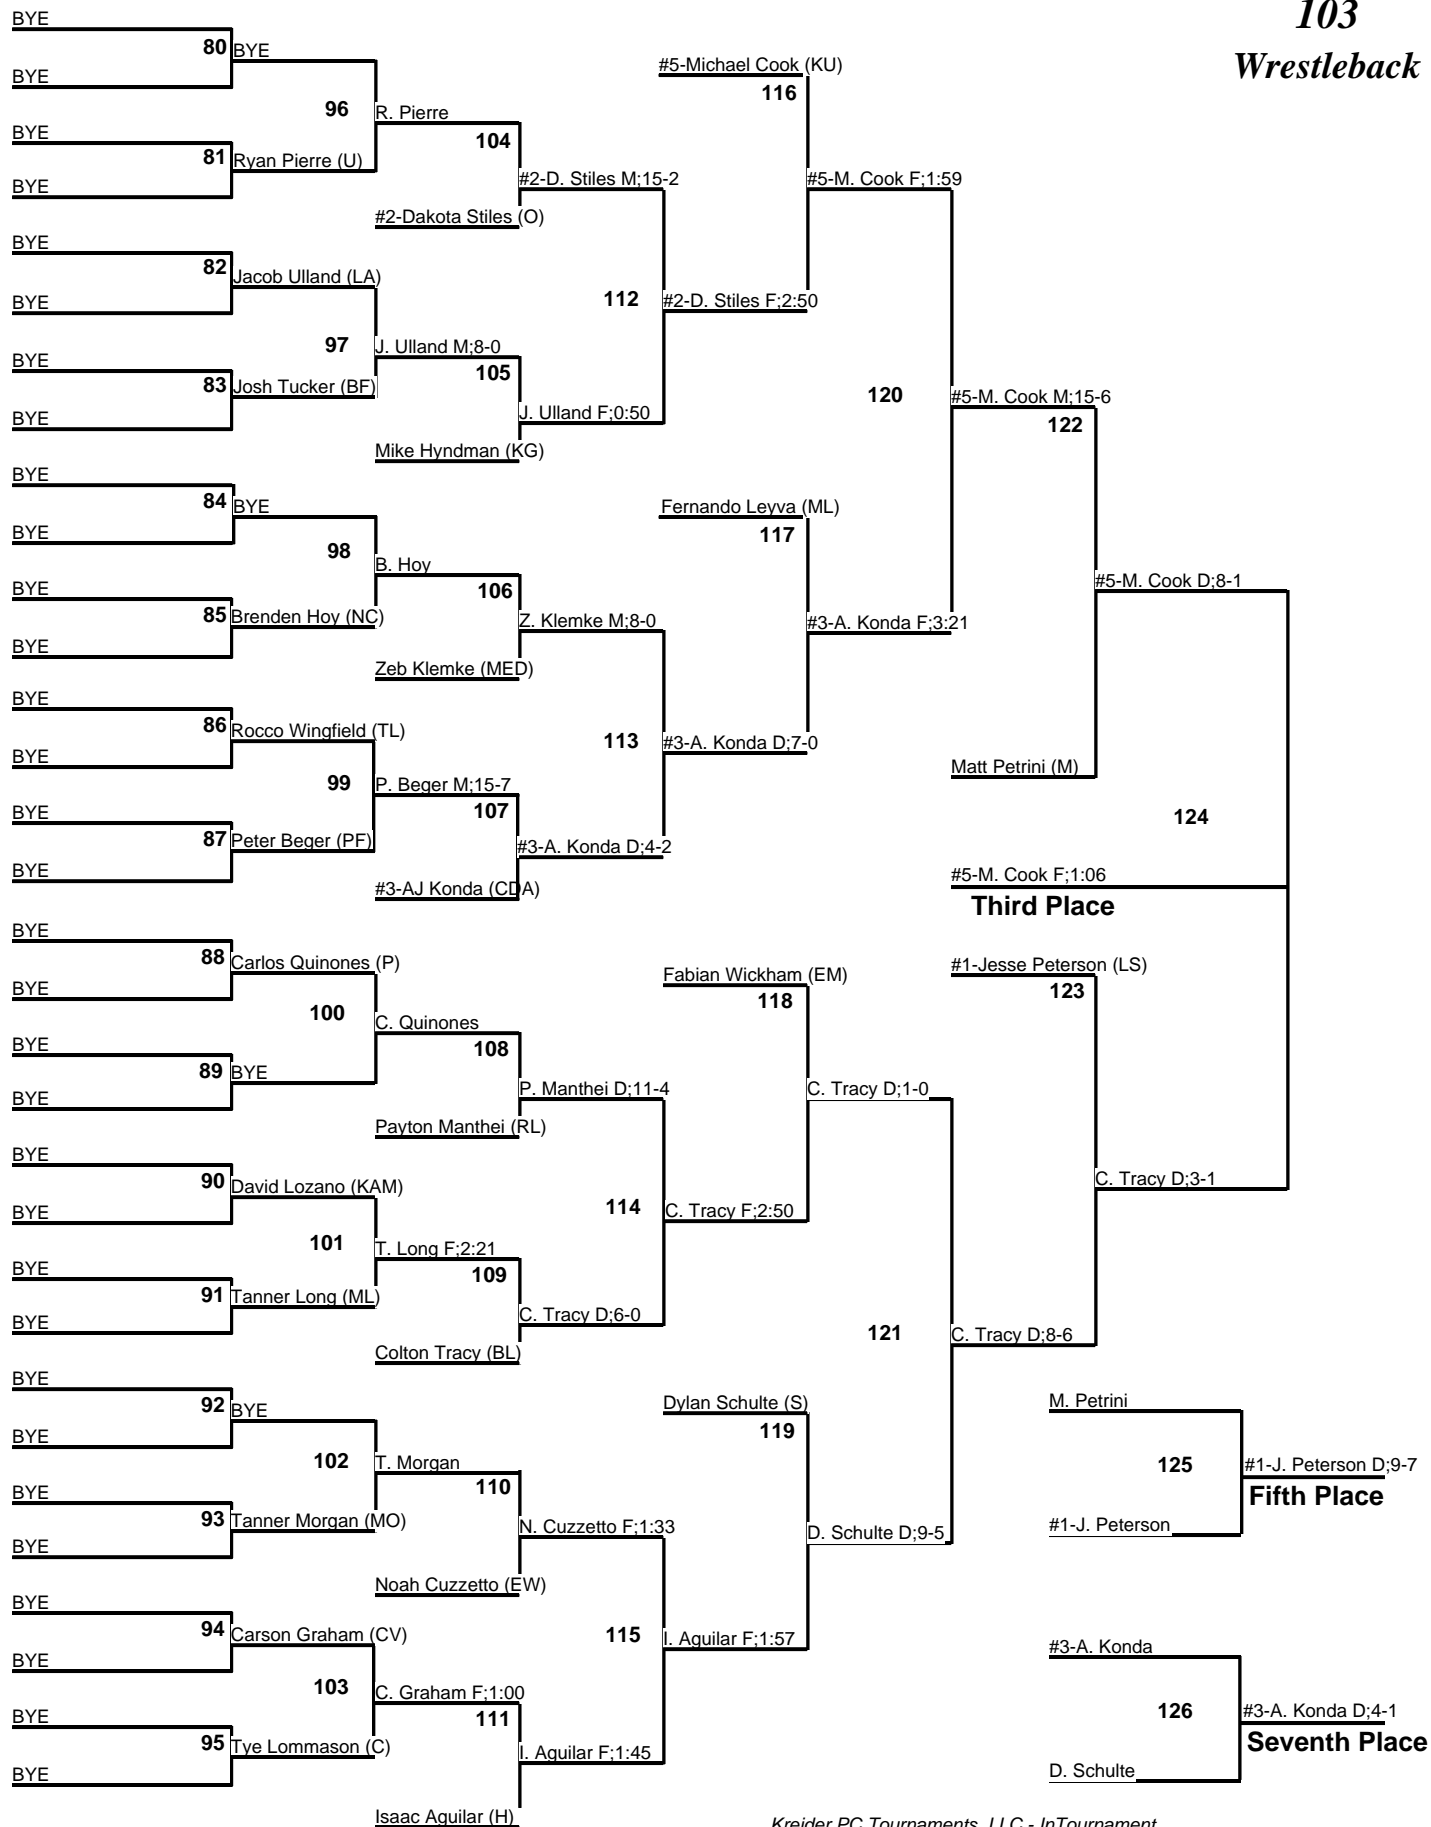 103
Wrestleback
BYE
80
BYE
BYE
96
R. Pierre
BYE
81
Ryan Pierre (U)
BYE
104
#2-D. Stiles M;15-2
#2-Dakota Stiles (O)
#5-Michael Cook (KU)
116
#5-M. Cook F;1:59
BYE
82
Jacob Ulland (LA)
BYE
112
#2-D. Stiles F;2:50
97
J. Ulland M;8-0
BYE
83
Josh Tucker (BF)
BYE
105
J. Ulland F;0:50
Mike Hyndman (KG)
120
#5-M. Cook M;15-6
122
BYE
84
BYE
BYE
98
B. Hoy
BYE
85
Brenden Hoy (NC)
BYE
106
Z. Klemke M;8-0
Zeb Klemke (MED)
Fernando Leyva (ML)
117
#3-A. Konda F;3:21
#5-M. Cook D;8-1
BYE
86
Rocco Wingfield (TL)
BYE
113
#3-A. Konda D;7-0
99
P. Beger M;15-7
BYE
87
Peter Beger (PF)
BYE
107
#3-A. Konda D;4-2
#3-AJ Konda (CDA)
Matt Petrini (M)
124
#5-M. Cook F;1:06
Third Place
BYE
88
Carlos Quinones (P)
BYE
100
C. Quinones
BYE
89
BYE
BYE
108
P. Manthei D;11-4
Payton Manthei (RL)
Fabian Wickham (EM)
118
C. Tracy D;1-0
#1-Jesse Peterson (LS)
123
C. Tracy D;3-1
BYE
90
David Lozano (KAM)
BYE
114
C. Tracy F;2:50
101
T. Long F;2:21
BYE
91
Tanner Long (ML)
BYE
109
C. Tracy D;6-0
Colton Tracy (BL)
121
C. Tracy D;8-6
BYE
92
BYE
BYE
102
T. Morgan
BYE
93
Tanner Morgan (MO)
BYE
110
N. Cuzzetto F;1:33
Noah Cuzzetto (EW)
Dylan Schulte (S)
119
D. Schulte D;9-5
M. Petrini
125
#1-J. Peterson D;9-7
Fifth Place
#1-J. Peterson
BYE
94
Carson Graham (CV)
BYE
115
I. Aguilar F;1:57
103
C. Graham F;1:00
BYE
95
Tye Lommason (C)
BYE
111
I. Aguilar F;1:45
Isaac Aguilar (H)
#3-A. Konda
126
#3-A. Konda D;4-1
Seventh Place
D. Schulte
Kreider PC Tournaments, LLC - InTournament